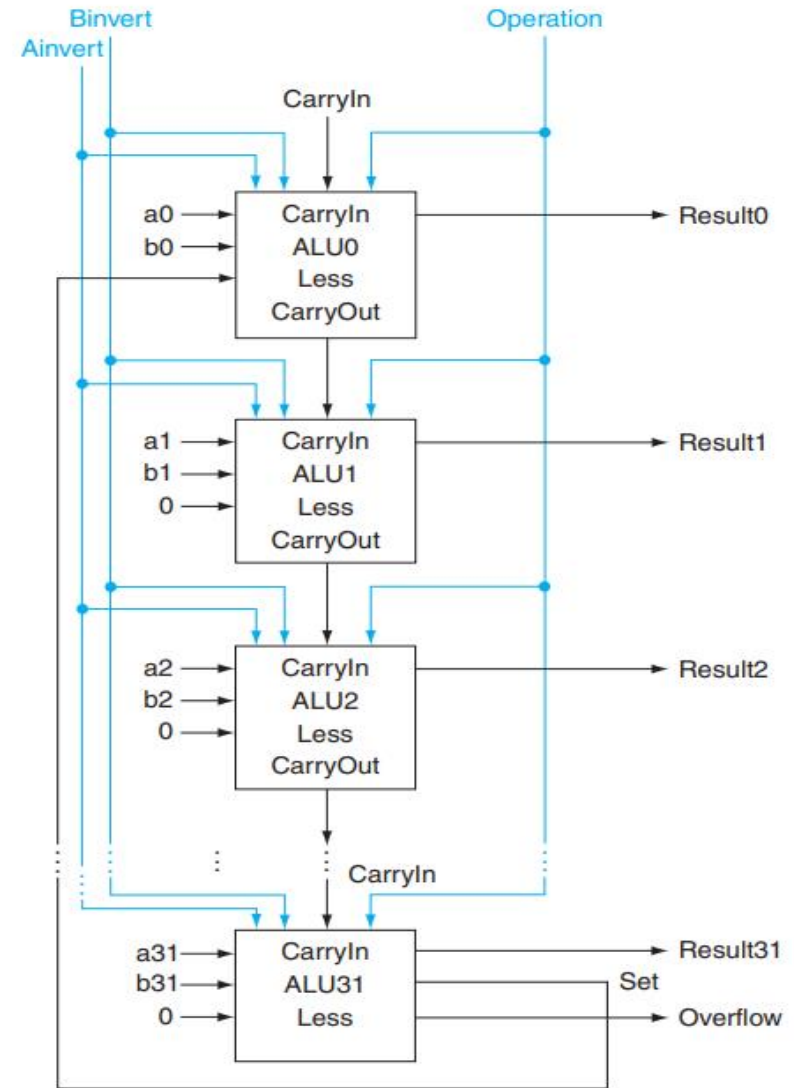 Binvert
Operation
Ainvert
CarryIn
a0
CarryIn
Result0
b0
ALU0
Less
CarryOut
a1
CarryIn
Result1
b1
ALU1
0
Less
CarryOut
a2
CarryIn
Result2
b2
ALU2
0
Less
CarryOut
CarryIn
a31
CarryIn
Result31
b31
ALU31
Set
0
Less
Overflow